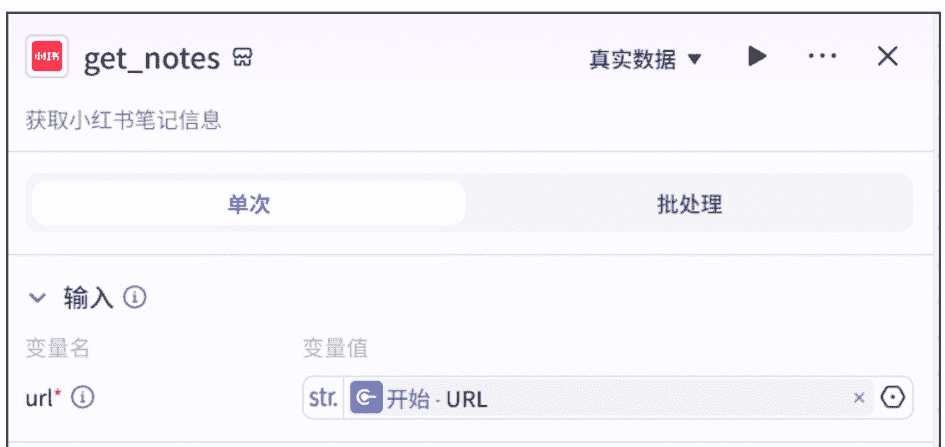 小红书 get_notes 真实数据
获取小红书笔记信息
单次 批处理
输入
变量名 变量值
url* str. 开始 · URL